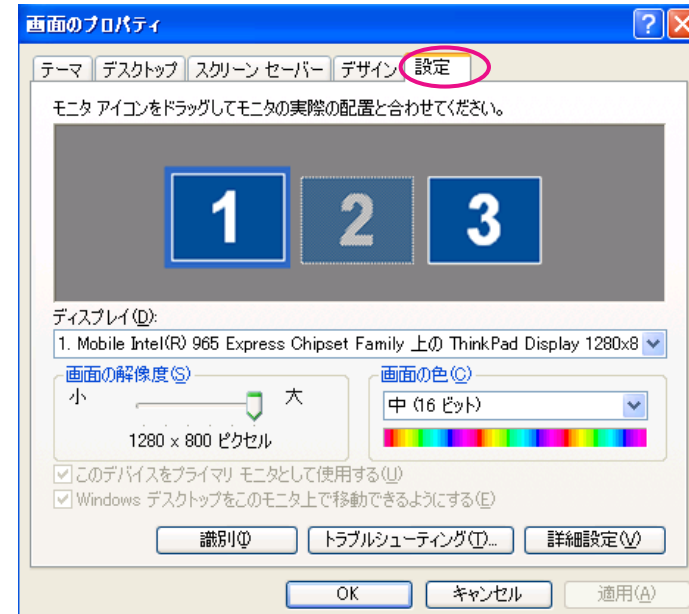 画面のプロパティ
テーマ デスクトップ スクリーン セーバー デザイン 設定
モニタ アイコンをドラッグしてモニタの実際の配置と合わせてください。
1 2 3
ディスプレイ(D):
1. Mobile Intel(R) 965 Express Chipset Family 上の ThinkPad Display 1280x8
画面の解像度(S) 画面の色(C)
小 大 中 (16 ビット)
1280 x 800 ピクセル
このデバイスをプライマリ モニタとして使用する(U)
Windows デスクトップをこのモニタ上で移動できるようにする(E)
識別(I) トラブルシューティング(T)... 詳細設定(V)
OK キャンセル 適用(A)